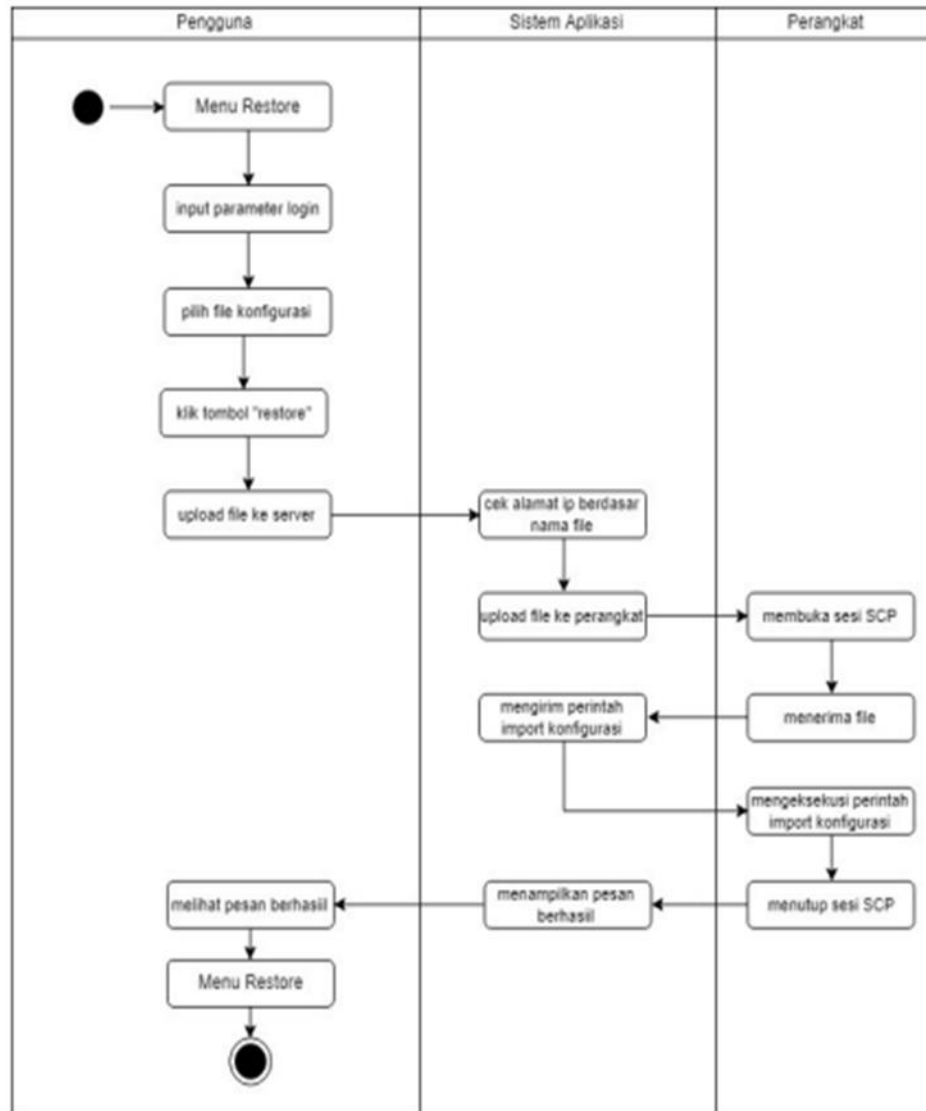 Pengguna
Sistem Aplikasi
Perangkat
Menu Restore
input parameter login
pilih file konfigurasi
klik tombol "restore"
upload file ke server
cek alamat ip berdasar
nama file
upload file ke perangkat
membuka sesi SCP
menerima file
mengirim perintah
import konfigurasi
mengeksekusi perintah
import konfigurasi
menutup sesi SCP
menampilkan pesan
berhasiil
melihat pesan berhasiil
Menu Restore